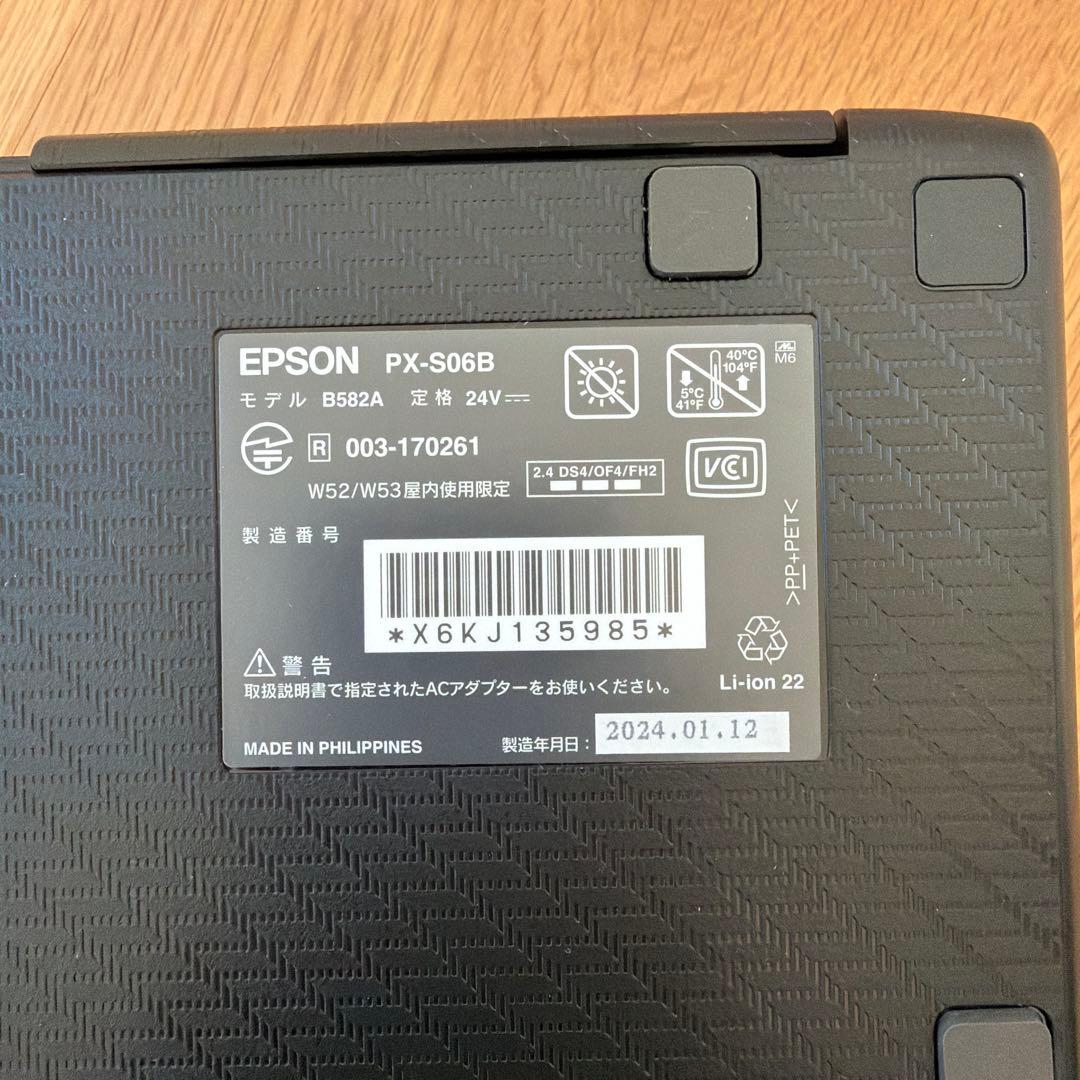 EPSON PX-S06B
モデル B582A 定格 24V
40°C
104°F
5°C
41°F
M6
R 003-170261
W52/W53屋内使用限定
2.4 DS4/OF4/FH2
VCCI
製造番号
*X6KJ135985*
>PP+PET<
警告
取扱説明書で指定されたACアダプターをお使いください。
Li-ion 22
MADE IN PHILIPPINES
製造年月日：2024.01.12